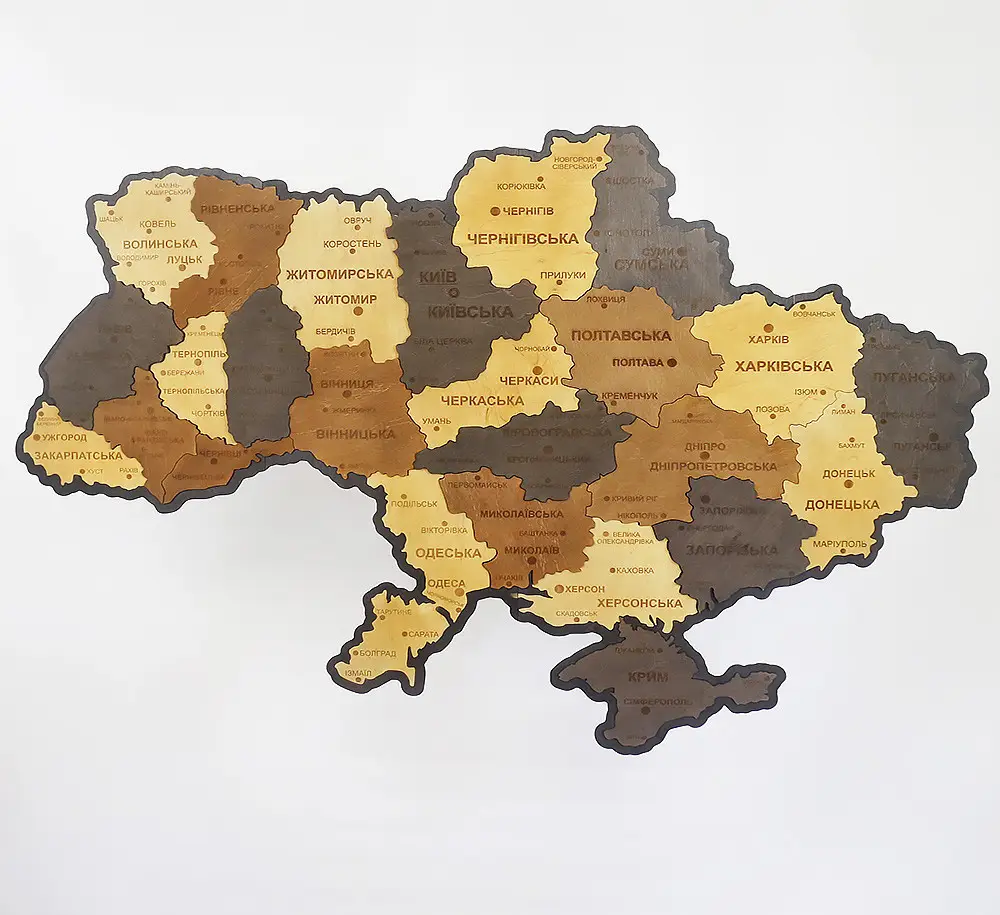 КАМІНЬ-
КАШИРСЬКИЙ
ШАЦЬК
КОВЕЛЬ
ВОЛИНСЬКА
ВОЛОДИМИР
ЛУЦЬК
ГОРОХІВ
РІВНЕНСЬКА
РІВНЕ
ОВРУЧ
КОРОСТЕНЬ
ЖИТОМИРСЬКА
ЖИТОМИР
БЕРДИЧІВ
КИЇВ
КИЇВСЬКА
БІЛА ЦЕРКВА
НОВГОРОД-
СІВЕРСЬКИЙ
КОРЮКІВКА
ЧЕРНІГІВ
ЧЕРНІГІВСЬКА
ПРИЛУКИ
ШОСТКА
КОНОТОП
СУМИ
СУМСЬКА
ЛЬВІВ
КРЕМЕНЕЦЬ
ТЕРНОПІЛЬ
БЕРЕЖАНИ
ТЕРНОПІЛЬСЬКА
ЧОРТКІВ
УЖГОРОД
ЗАКАРПАТСЬКА
ХУСТ
РАХІВ
ЧЕРНІВЦІ
ВІННИЦЯ
ЖМЕРИНКА
ВІННИЦЬКА
ЧОРНОБАЙ
ЧЕРКАСИ
ЧЕРКАСЬКА
УМАНЬ
ЛОХВИЦЯ
ПОЛТАВСЬКА
ПОЛТАВА
КРЕМЕНЧУК
ВОВЧАНСЬК
ХАРКІВ
ХАРКІВСЬКА
ІЗЮМ
ЛОЗОВА
ЛУГАНСЬКА
ЛУГАНСЬК
КІРОВОГРАДСЬКА
КРОПИВНИЦЬКИЙ
ДНІПРО
ДНІПРОПЕТРОВСЬКА
КРИВИЙ РІГ
НІКОПОЛЬ
ЛИМАН
БАХМУТ
ДОНЕЦЬК
ДОНЕЦЬКА
МАРІУПОЛЬ
ПОДІЛЬСЬК
ВІКТОРІВКА
ОДЕСЬКА
ОДЕСА
ТАРУТИНЕ
САРАТА
БОЛГРАД
ІЗМАЇЛ
ПЕРВОМАЙСЬК
МИКОЛАЇВСЬКА
БАШТАНКА
МИКОЛАЇВ
ОЧАКІВ
ВЕЛИКА
ОЛЕКСАНДРІВКА
КАХОВКА
ХЕРСОН
ХЕРСОНСЬКА
СКАДОВСЬК
ЗАПОРІЖЖЯ
ЗАПОРІЗЬКА
КРИМ
СІМФЕРОПОЛЬ